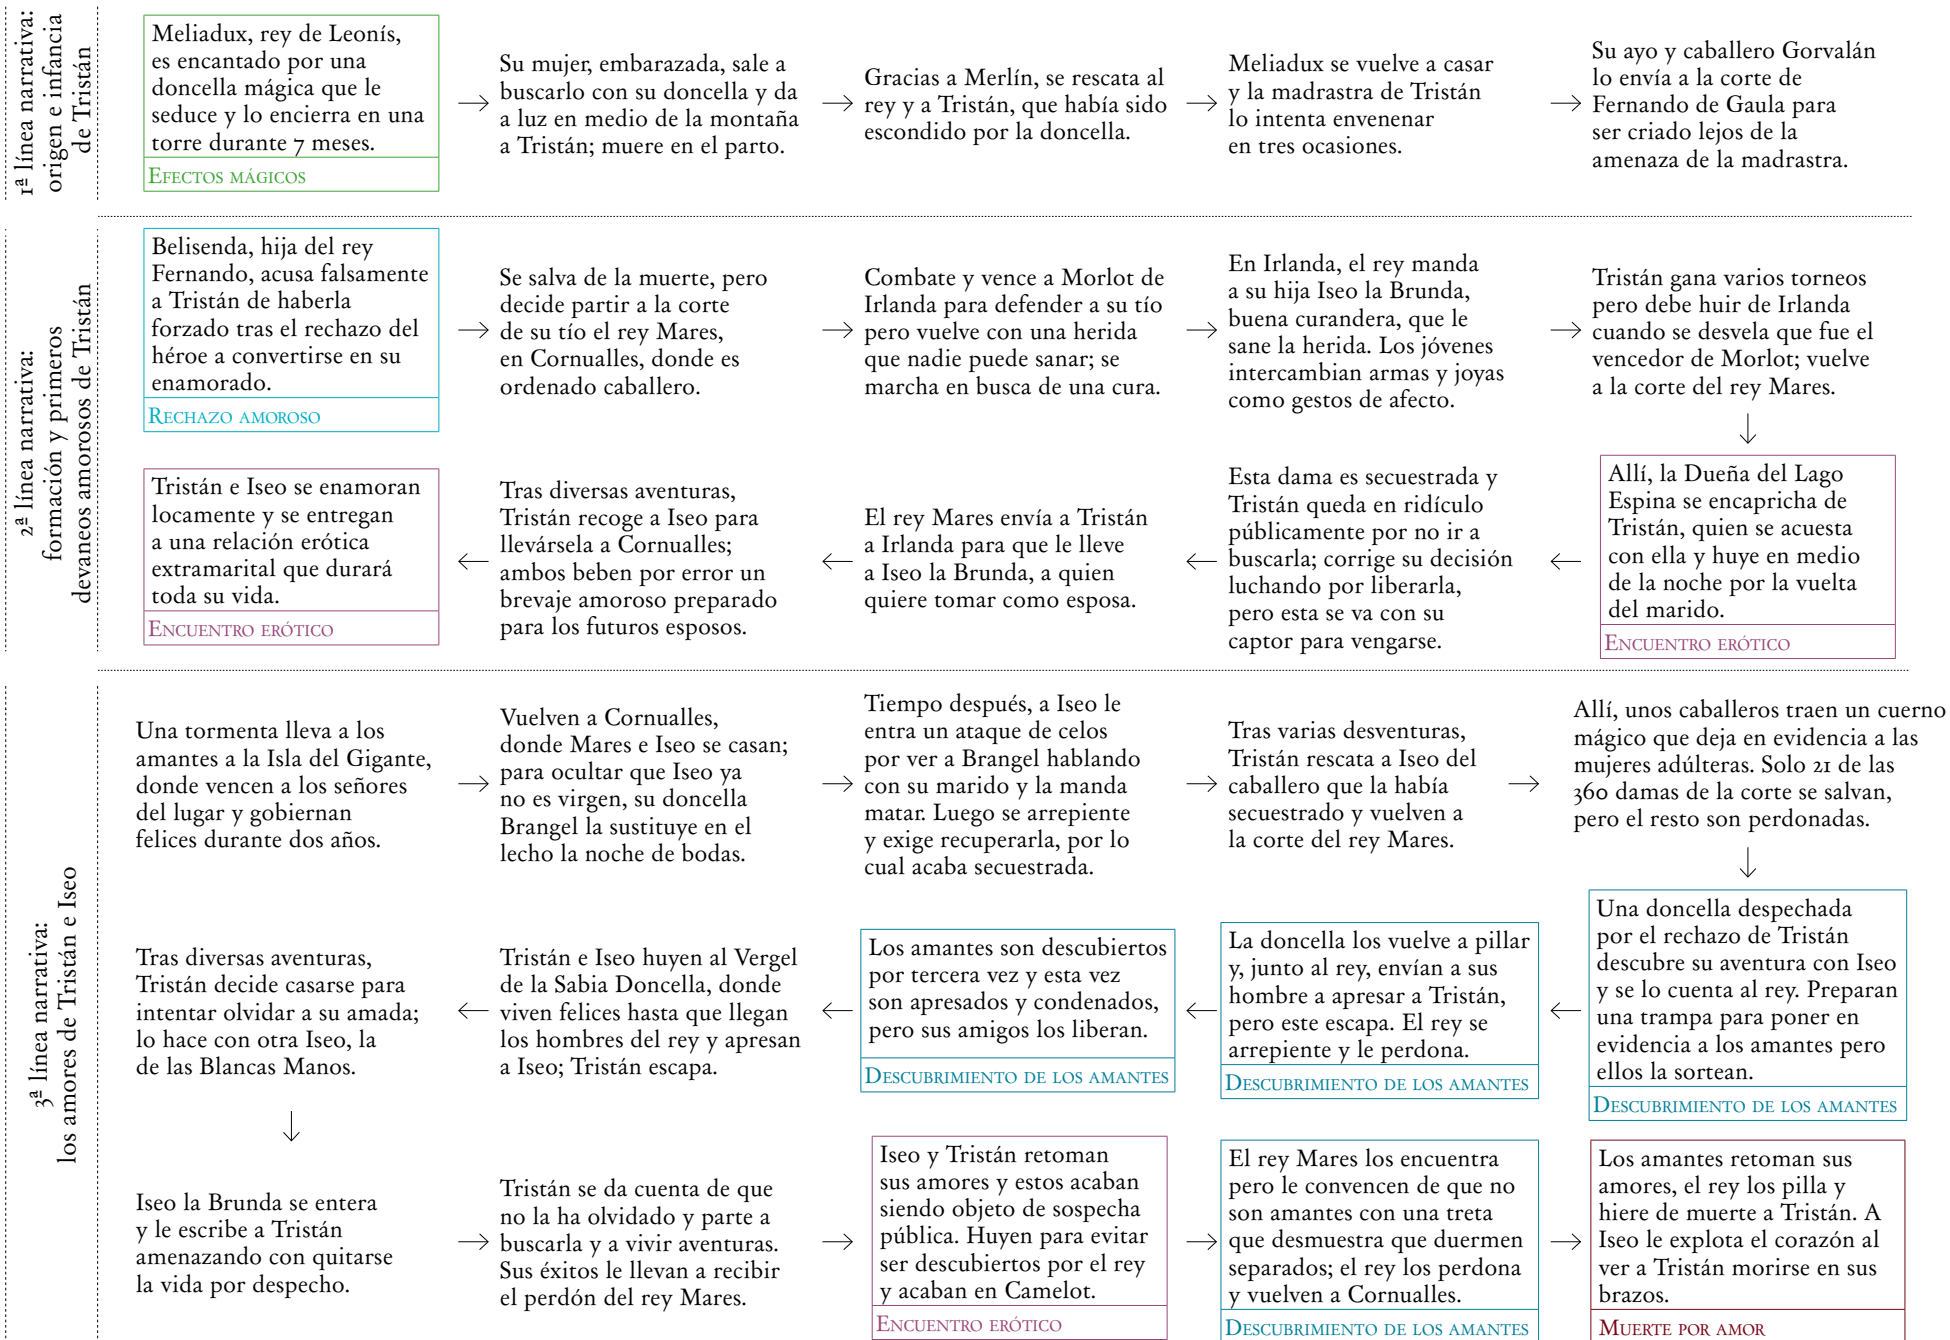 1ª línea narrativa:
origen e infancia
de Tristán
Meliadux, rey de Leonís,
es encantado por una
doncella mágica que le
seduce y lo encierra en una
torre durante 7 meses.
Efectos mágicos
Su mujer, embarazada, sale a
buscarlo con su doncella y da
a luz en medio de la montaña
a Tristán; muere en el parto.
Gracias a Merlín, se rescata al
rey y a Tristán, que había sido
escondido por la doncella.
Meliadux se vuelve a casar
y la madrastra de Tristán
lo intenta envenenar
en tres ocasiones.
Su ayo y caballero Gorvalán
lo envía a la corte de
Fernando de Gaula para
ser criado lejos de la
amenaza de la madrastra.
2ª línea narrativa:
formación y primeros
devaneos amorosos de Tristán
Belisenda, hija del rey
Fernando, acusa falsamente
a Tristán de haberla
forzado tras el rechazo del
héroe a convertirse en su
enamorado.
Rechazo amoroso
Se salva de la muerte, pero
decide partir a la corte
de su tío el rey Mares,
en Cornualles, donde es
ordenado caballero.
Combate y vence a Morlot de
Irlanda para defender a su tío
pero vuelve con una herida
que nadie puede sanar; se
marcha en busca de una cura.
En Irlanda, el rey manda
a su hija Iseo la Brunda,
buena curandera, que le
sane la herida. Los jóvenes
intercambian armas y joyas
como gestos de afecto.
Tristán gana varios torneos
pero debe huir de Irlanda
cuando se desvela que fue el
vencedor de Morlot; vuelve
a la corte del rey Mares.
Allí, la Dueña del Lago
Espina se encapricha de
Tristán, quien se acuesta
con ella y huye en medio
de la noche por la vuelta
del marido.
Encuentro erótico
Esta dama es secuestrada y
Tristán queda en ridículo
públicamente por no ir a
buscarla; corrige su decisión
luchando por liberarla,
pero esta se va con su
captor para vengarse.
El rey Mares envía a Tristán
a Irlanda para que le lleve
a Iseo la Brunda, a quien
quiere tomar como esposa.
Tras diversas aventuras,
Tristán recoge a Iseo para
llevársela a Cornualles;
ambos beben por error un
brevaje amoroso preparado
para los futuros esposos.
Tristán e Iseo se enamoran
locamente y se entregan
a una relación erótica
extramarital que durará
toda su vida.
Encuentro erótico
3ª línea narrativa:
los amores de Tristán e Iseo
Una tormenta lleva a los
amantes a la Isla del Gigante,
donde vencen a los señores
del lugar y gobiernan
felices durante dos años.
Vuelven a Cornualles,
donde Mares e Iseo se casan;
para ocultar que Iseo ya
no es virgen, su doncella
Brangel la sustituye en el
lecho la noche de bodas.
Tiempo después, a Iseo le
entra un ataque de celos
por ver a Brangel hablando
con su marido y la manda
matar. Luego se arrepiente
y exige recuperarla, por lo
cual acaba secuestrada.
Tras varias desventuras,
Tristán rescata a Iseo del
caballero que la había
secuestrado y vuelven a
la corte del rey Mares.
Allí, unos caballeros traen un cuerno
mágico que deja en evidencia a las
mujeres adúlteras. Solo 21 de las
360 damas de la corte se salvan,
pero el resto son perdonadas.
Una doncella despechada
por el rechazo de Tristán
descubre su aventura con Iseo
y se lo cuenta al rey. Preparan
una trampa para poner en
evidencia a los amantes pero
ellos la sortean.
Descubrimiento de los amantes
La doncella los vuelve a pillar
y, junto al rey, envían a sus
hombre a apresar a Tristán,
pero este escapa. El rey se
arrepiente y le perdona.
Descubrimiento de los amantes
Los amantes son descubiertos
por tercera vez y esta vez
son apresados y condenados,
pero sus amigos los liberan.
Descubrimiento de los amantes
Tristán e Iseo huyen al Vergel
de la Sabia Doncella, donde
viven felices hasta que llegan
los hombres del rey y apresan
a Iseo; Tristán escapa.
Tras diversas aventuras,
Tristán decide casarse para
intentar olvidar a su amada;
lo hace con otra Iseo, la
de las Blancas Manos.
Iseo la Brunda se entera
y le escribe a Tristán
amenazando con quitarse
la vida por despecho.
Tristán se da cuenta de que
no la ha olvidado y parte a
buscarla y a vivir aventuras.
Sus éxitos le llevan a recibir
el perdón del rey Mares.
Iseo y Tristán retoman
sus amores y estos acaban
siendo objeto de sospecha
pública. Huyen para evitar
ser descubiertos por el rey
y acaban en Camelot.
Encuentro erótico
El rey Mares los encuentra
pero le convencen de que no
son amantes con una treta
que desmuestra que duermen
separados; el rey los perdona
y vuelven a Cornualles.
Descubrimiento de los amantes
Los amantes retoman sus
amores, el rey los pilla y
hiere de muerte a Tristán. A
Iseo le explota el corazón al
ver a Tristán morirse en sus
brazos.
Muerte por amor